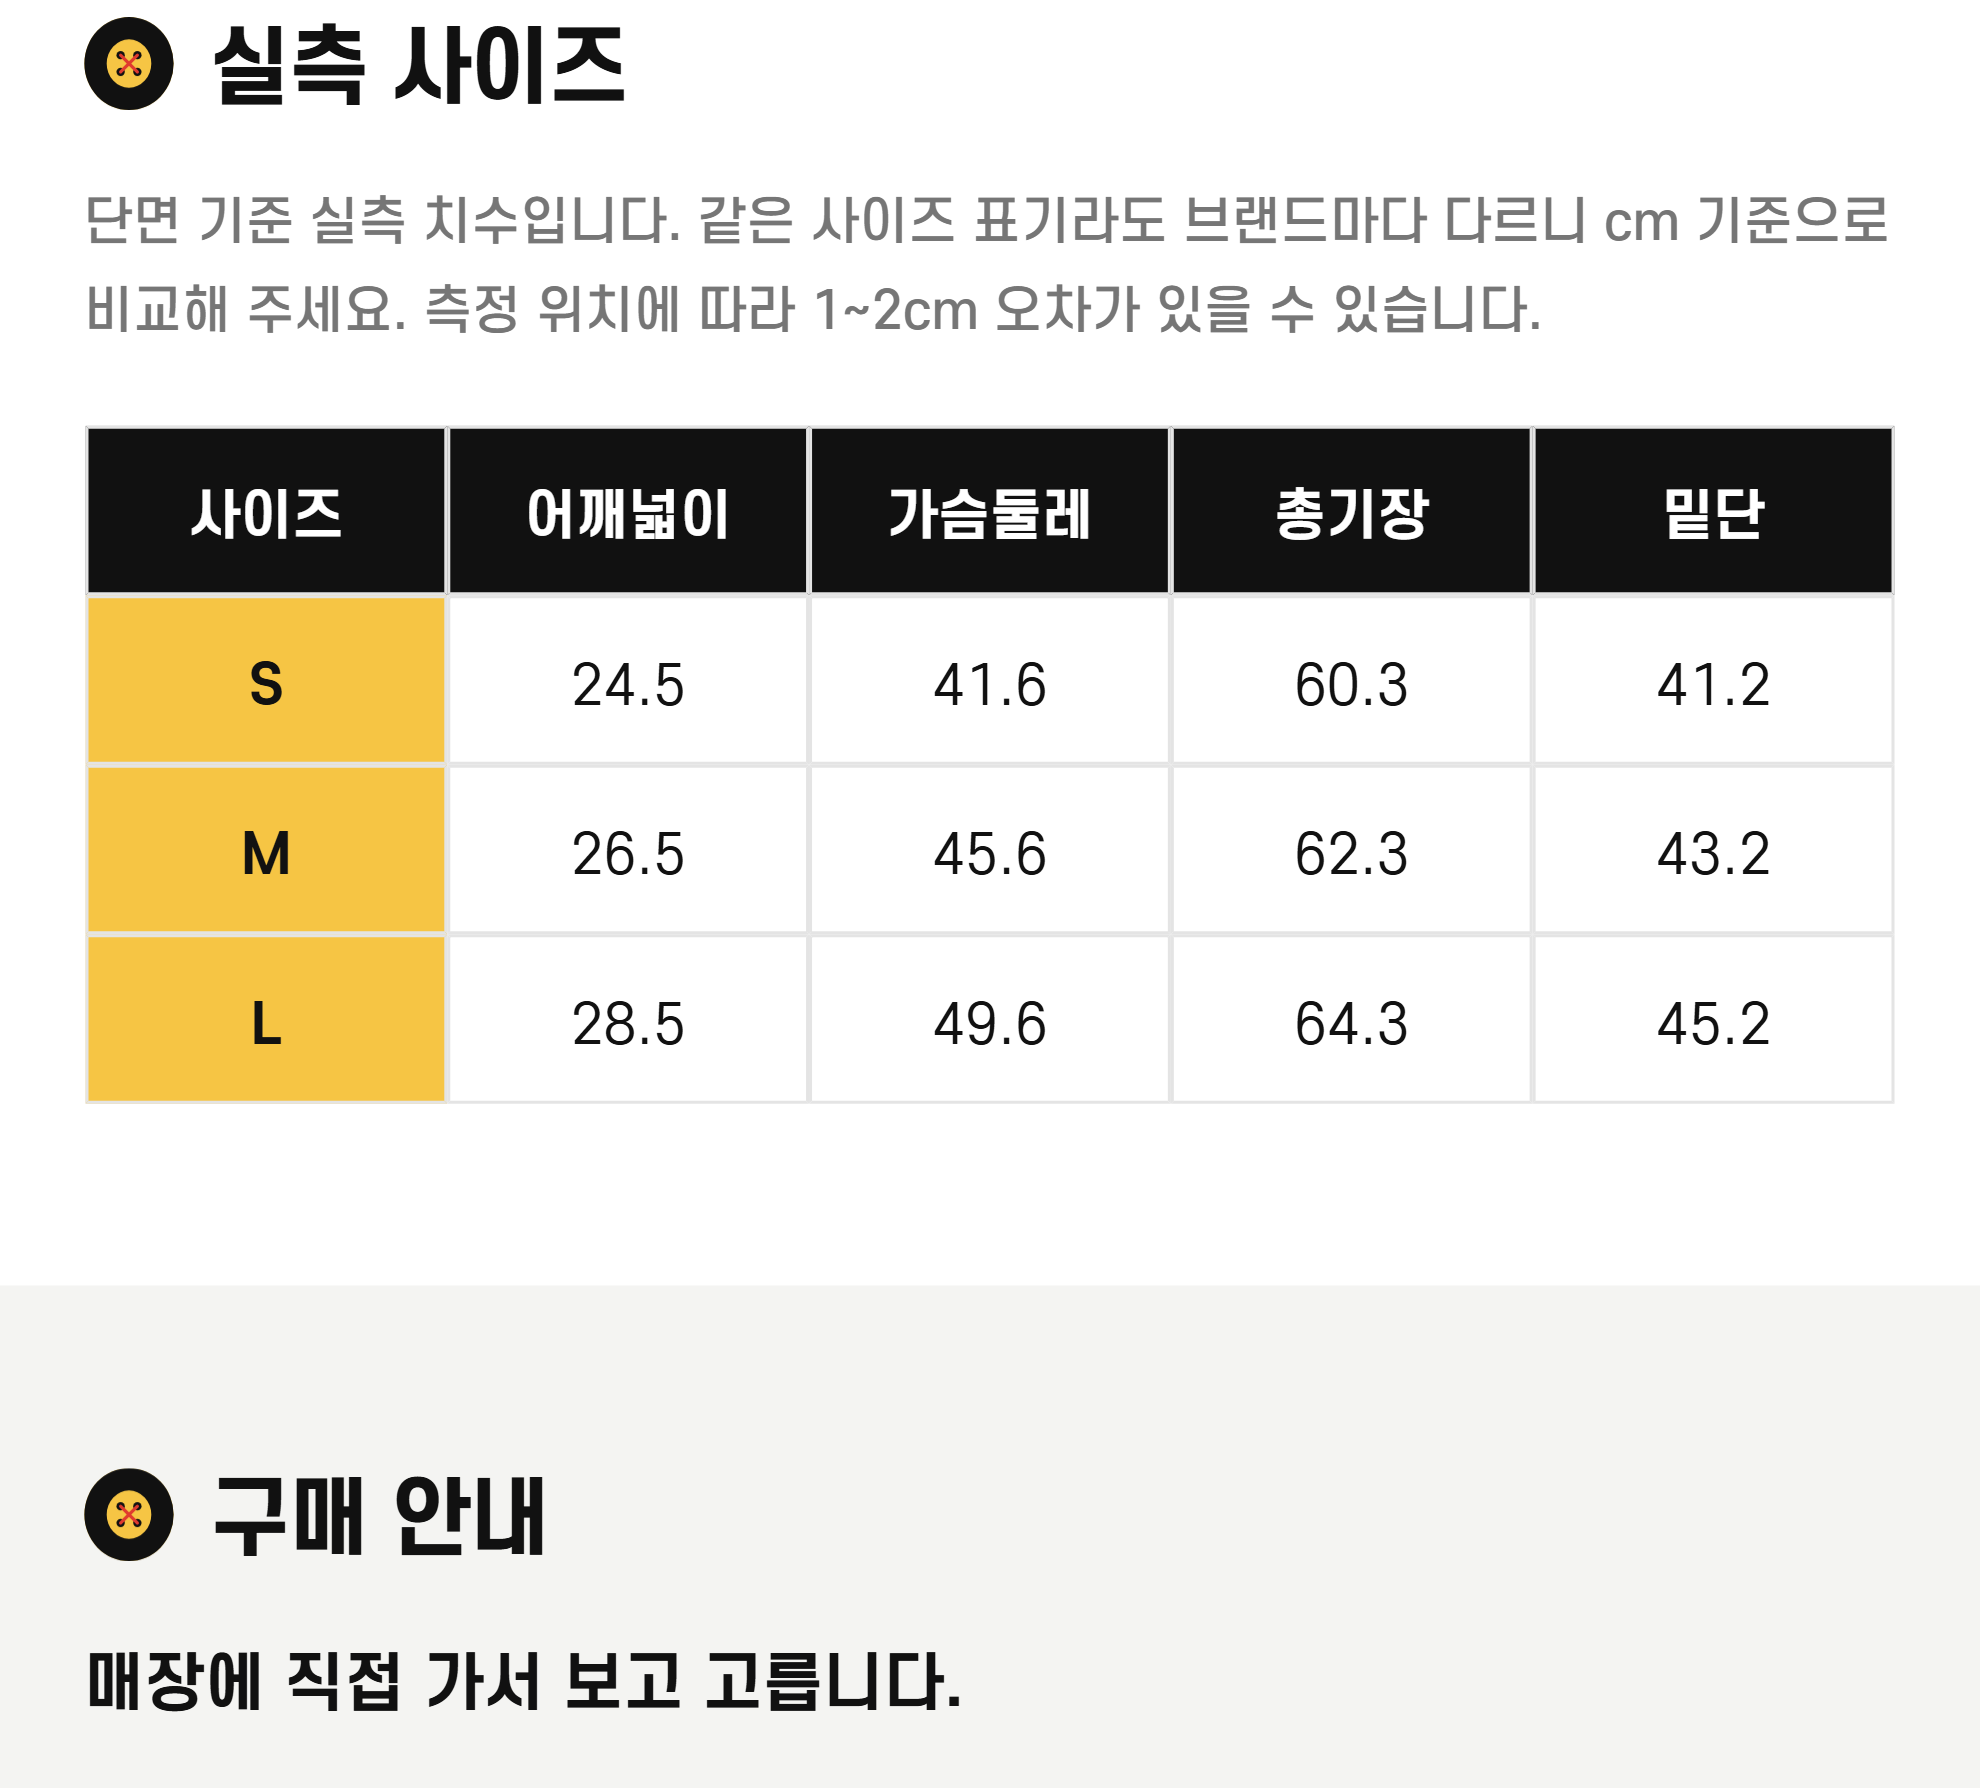 실측 사이즈
단면 기준 실측 치수입니다. 같은 사이즈 표기라도 브랜드마다 다르니 cm 기준으로
비교해 주세요. 측정 위치에 따라 1~2cm 오차가 있을 수 있습니다.
사이즈 어깨넓이 가슴둘레 총기장 밑단
S 24.5 41.6 60.3 41.2
M 26.5 45.6 62.3 43.2
L 28.5 49.6 64.3 45.2
구매 안내
매장에 직접 가서 보고 고릅니다.